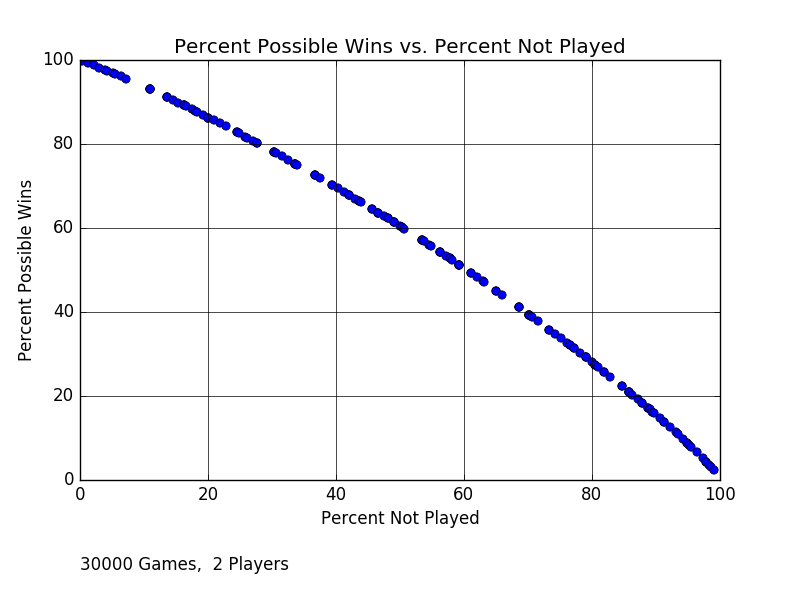 Percent Possible Wins vs. Percent Not Played
100
80
60
40
20
0
Percent Possible Wins
0 20 40 60 80 100
Percent Not Played
30000 Games,  2 Players